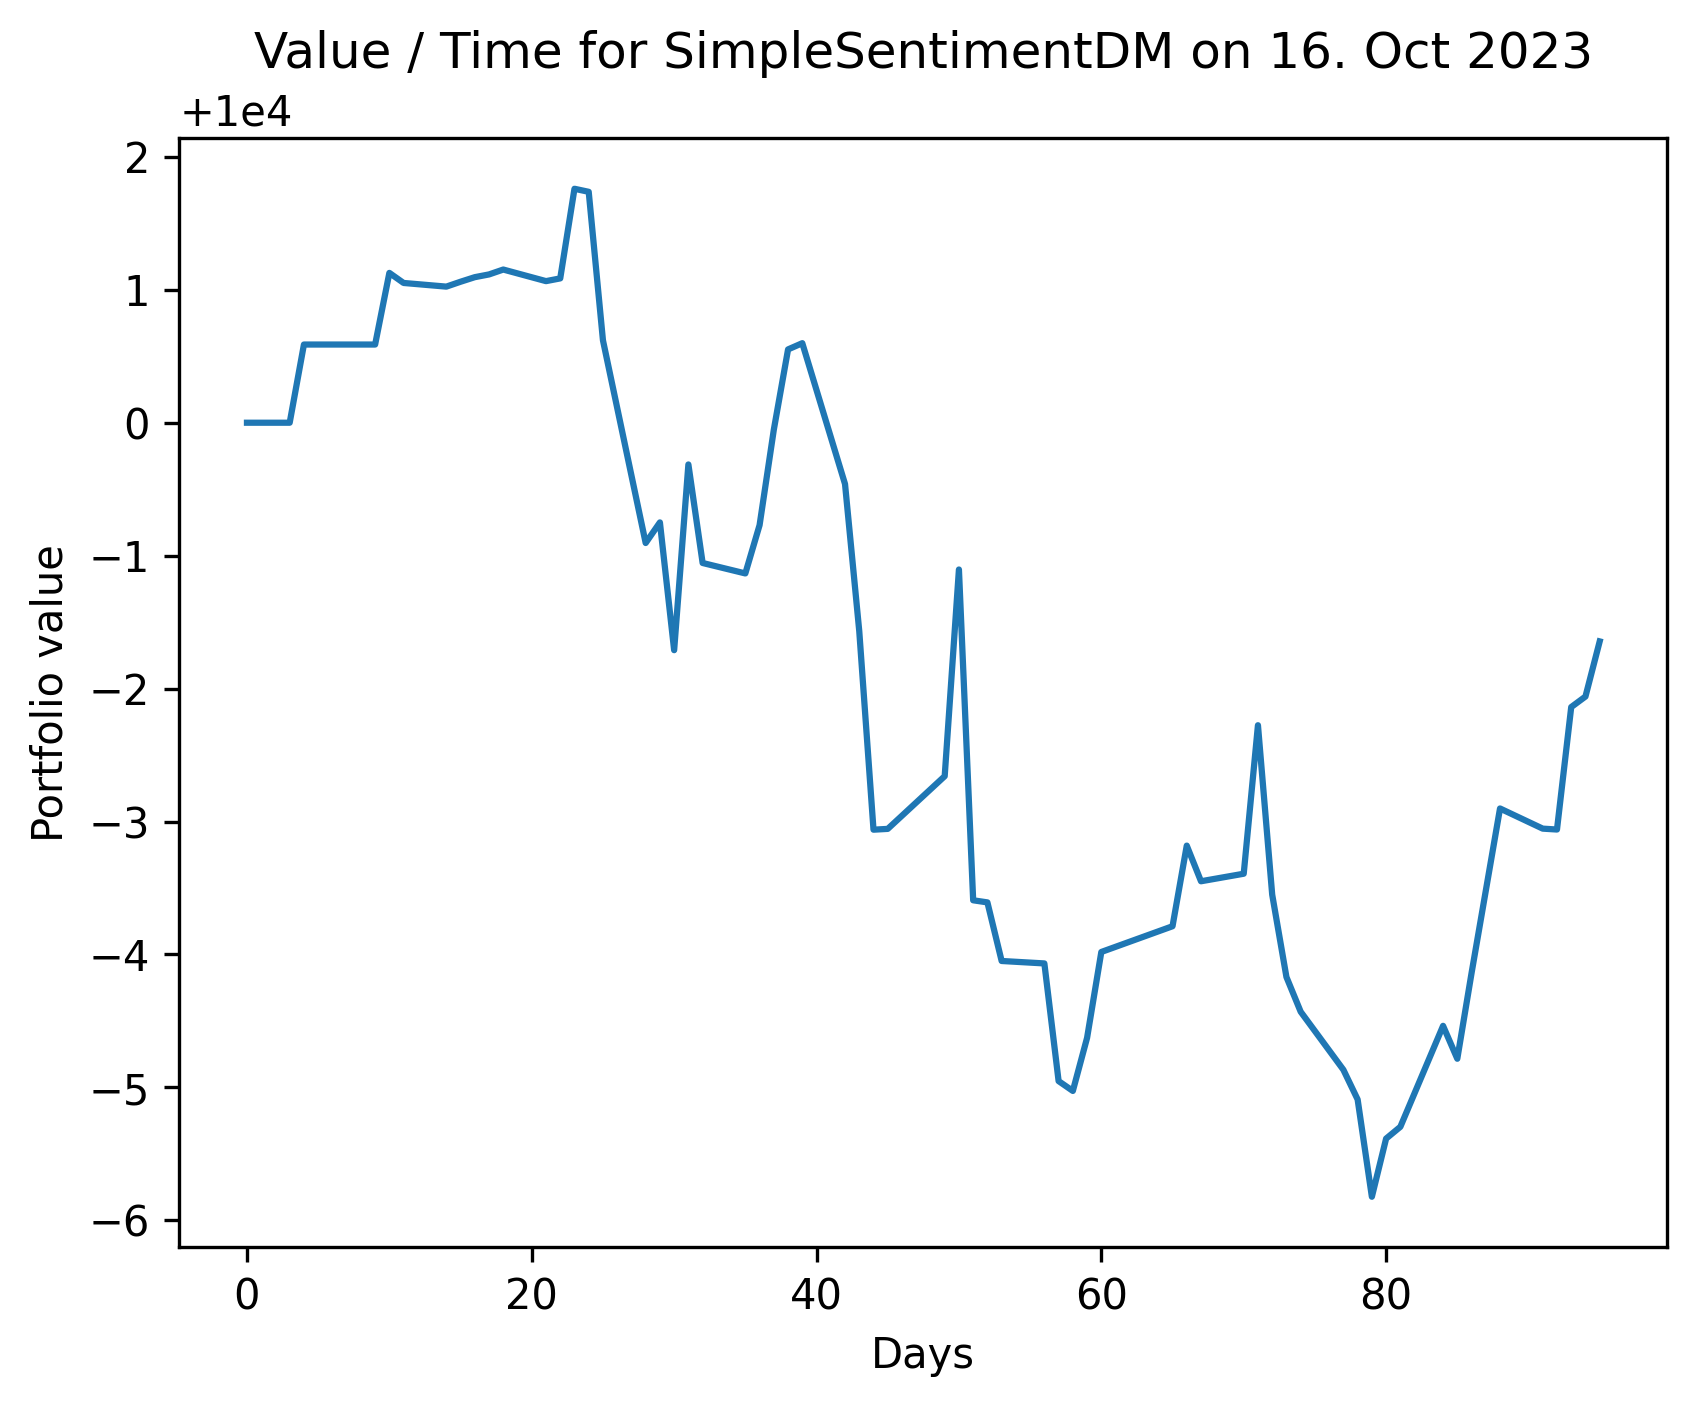 Value / Time for SimpleSentimentDM on 16. Oct 2023
+1e4
2
1
0
−1
−2
−3
−4
−5
−6
Portfolio value
0 20 40 60 80
Days